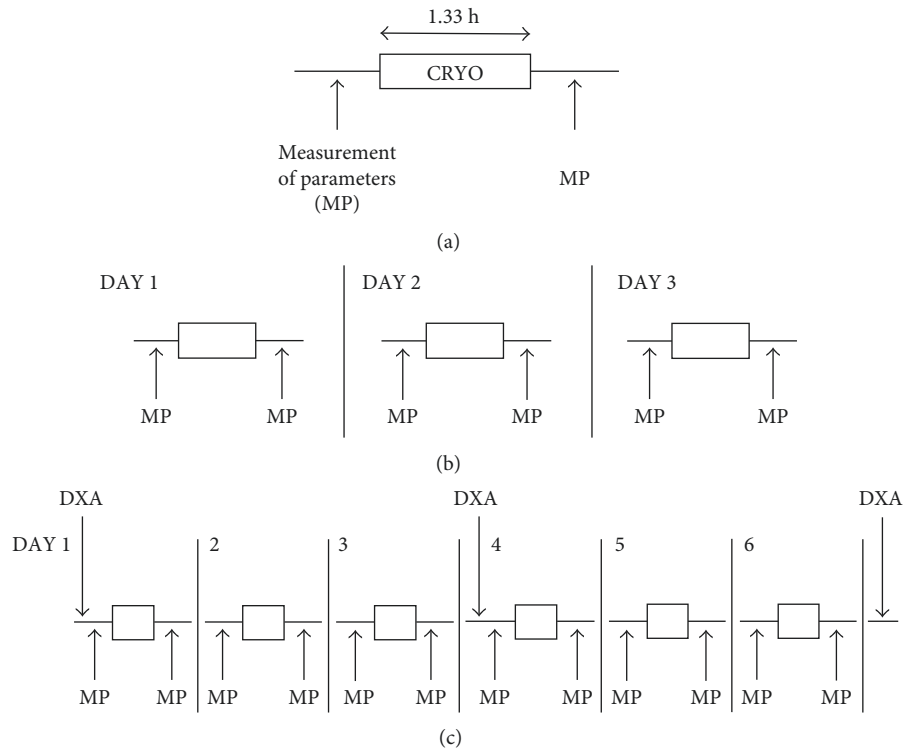 1.33 h
CRYO
Measurement
of parameters
(MP)
MP
(a)
DAY 1
DAY 2
DAY 3
MP
MP
MP
MP
MP
MP
(b)
DXA
DXA
DXA
DAY 1
2
3
4
5
6
MP
MP
MP
MP
MP
MP
MP
MP
MP
MP
MP
MP
(c)